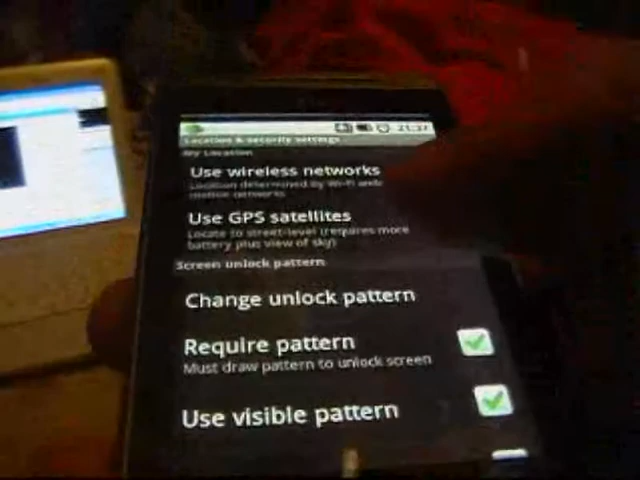 21:37
Location & security settings
My Location
Use wireless networks
Location determined by Wi-Fi and/
mobile networks
Use GPS satellites
Locate to street-level (requires more
battery plus view of sky)
Screen unlock pattern
Change unlock pattern
Require pattern
Must draw pattern to unlock screen
Use visible pattern